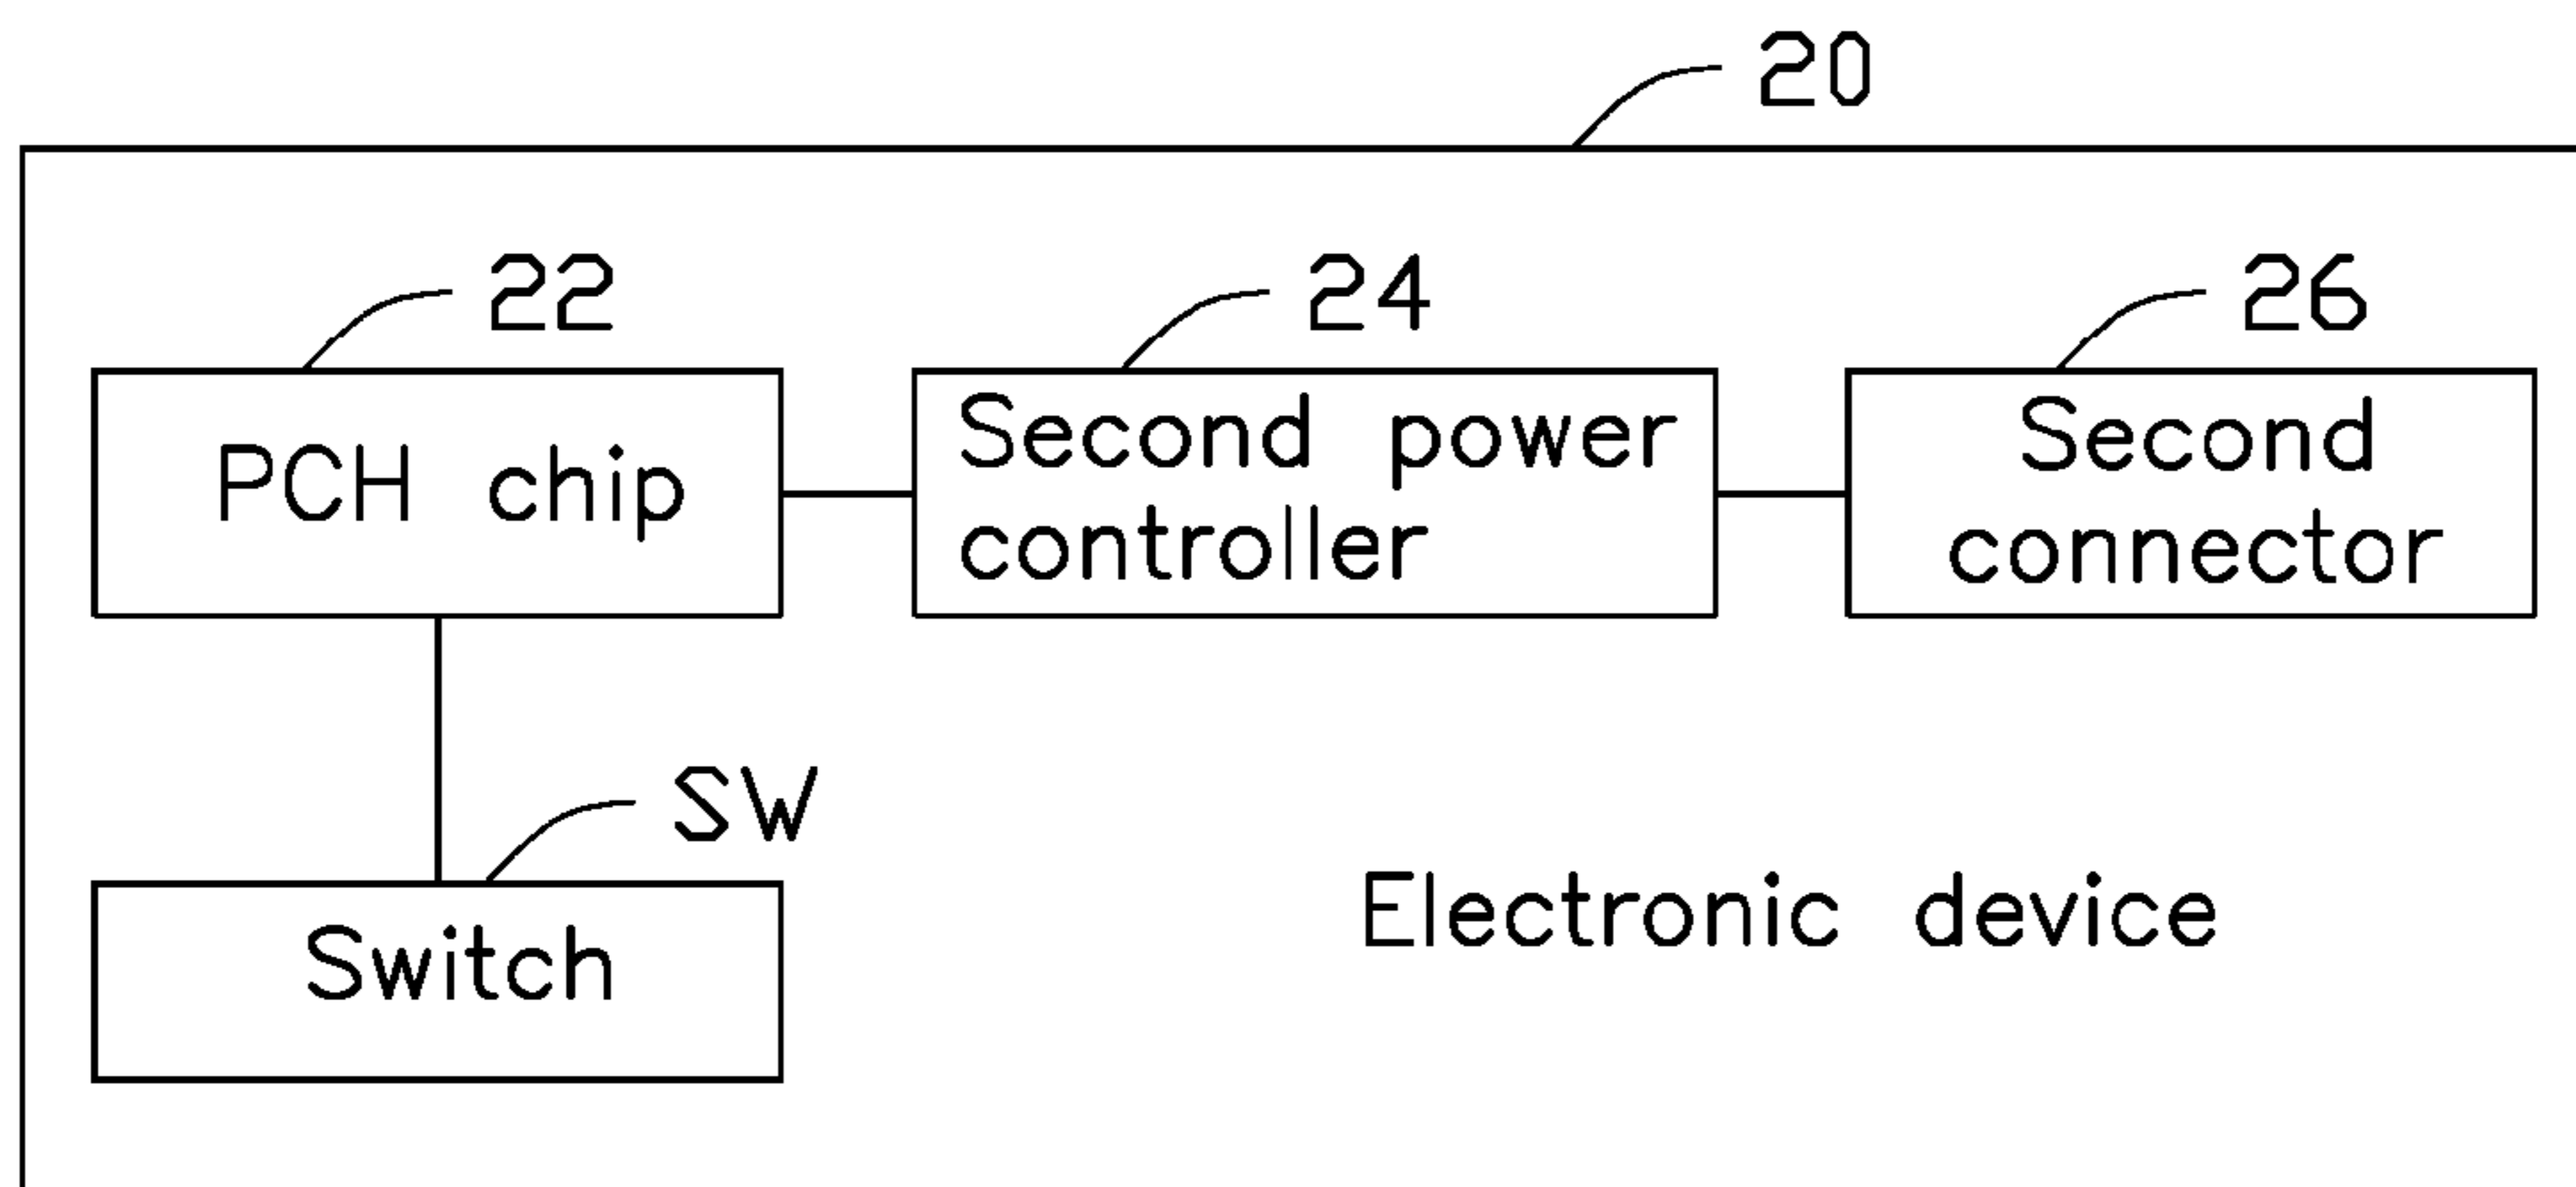 20
22
24
26
PCH chip
Second power
controller
Second
connector
SW
Switch
Electronic device